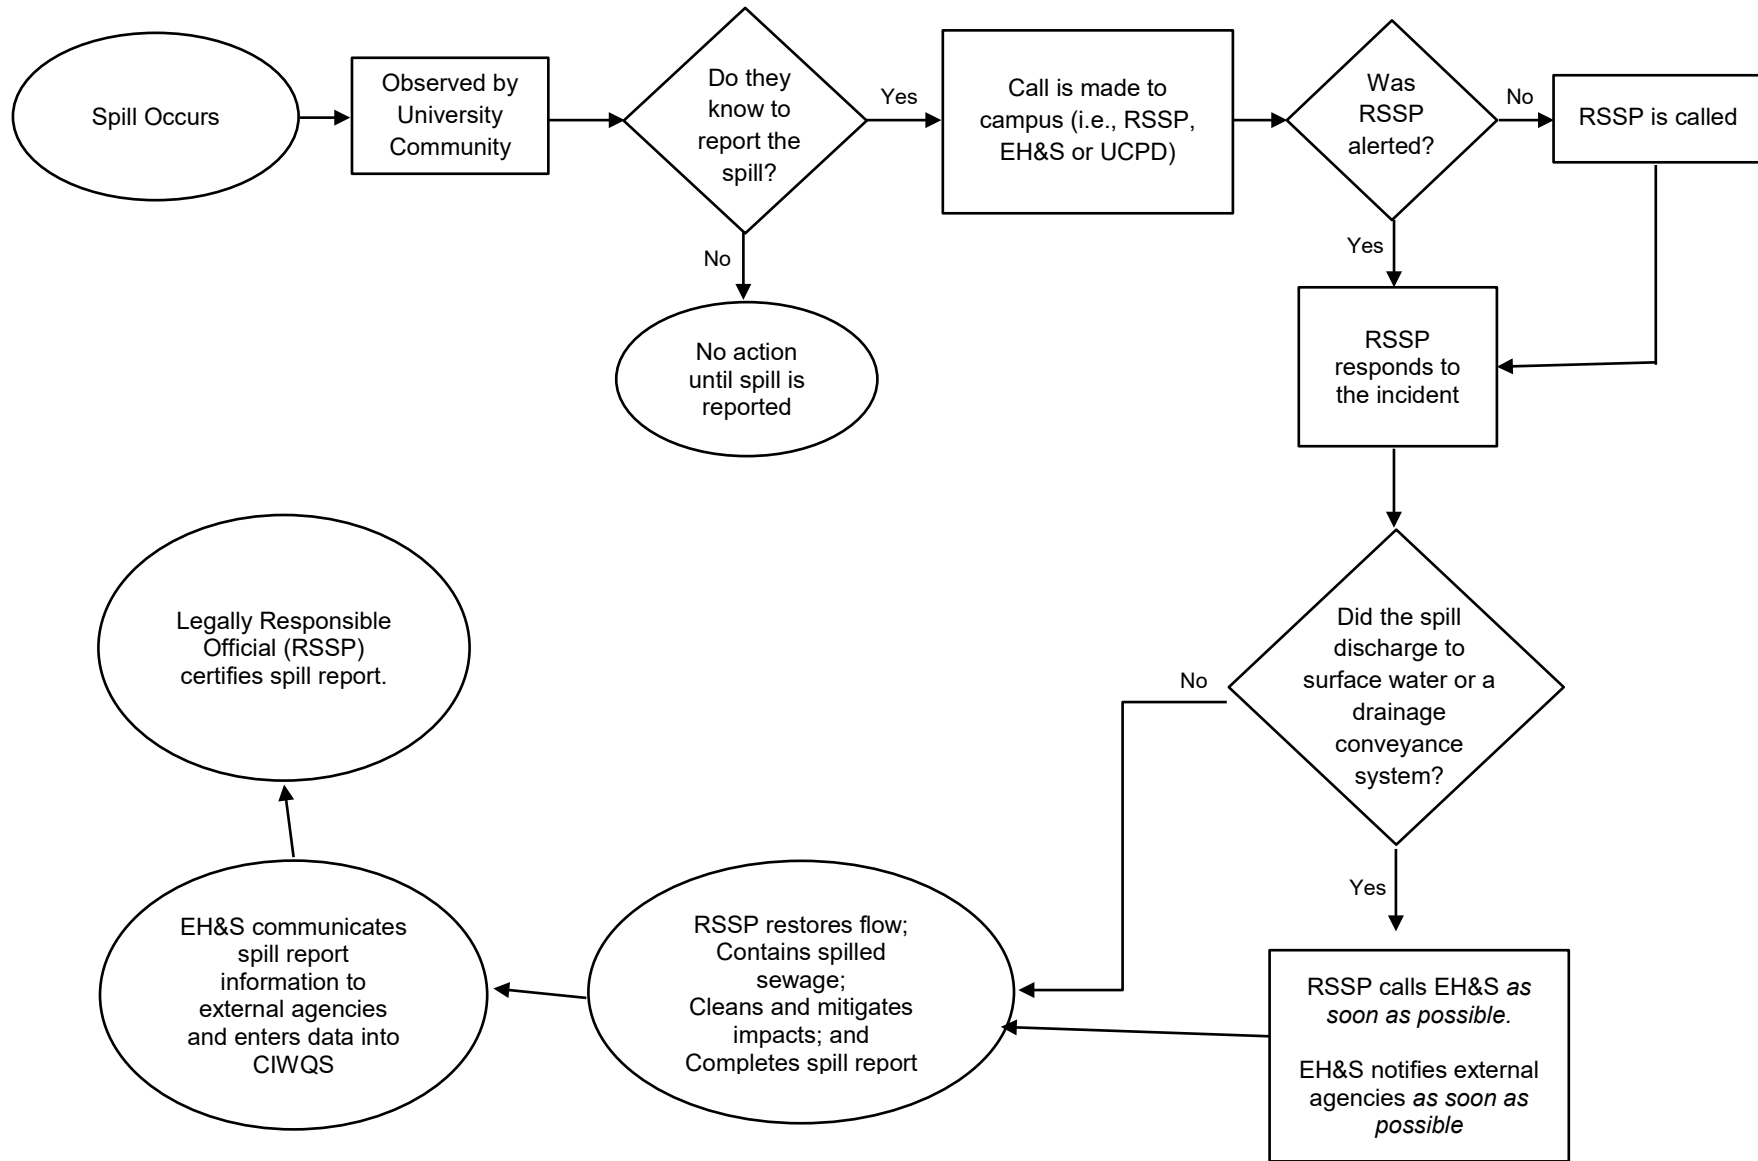 Spill Occurs
Observed by
University
Community
Do they
know to
report the
spill?
Yes
Call is made to
campus (i.e., RSSP,
EH&S or UCPD)
Was
RSSP
alerted?
No
RSSP is called
No
Yes
No action
until spill is
reported
RSSP
responds to
the incident
Did the spill
discharge to
surface water or a
drainage
conveyance
system?
No
Yes
RSSP calls EH&S as
soon as possible.
EH&S notifies external
agencies as soon as
possible
RSSP restores flow;
Contains spilled
sewage;
Cleans and mitigates
impacts; and
Completes spill report
EH&S communicates
spill report
information to
external agencies
and enters data into
CIWQS
Legally Responsible
Official (RSSP)
certifies spill report.